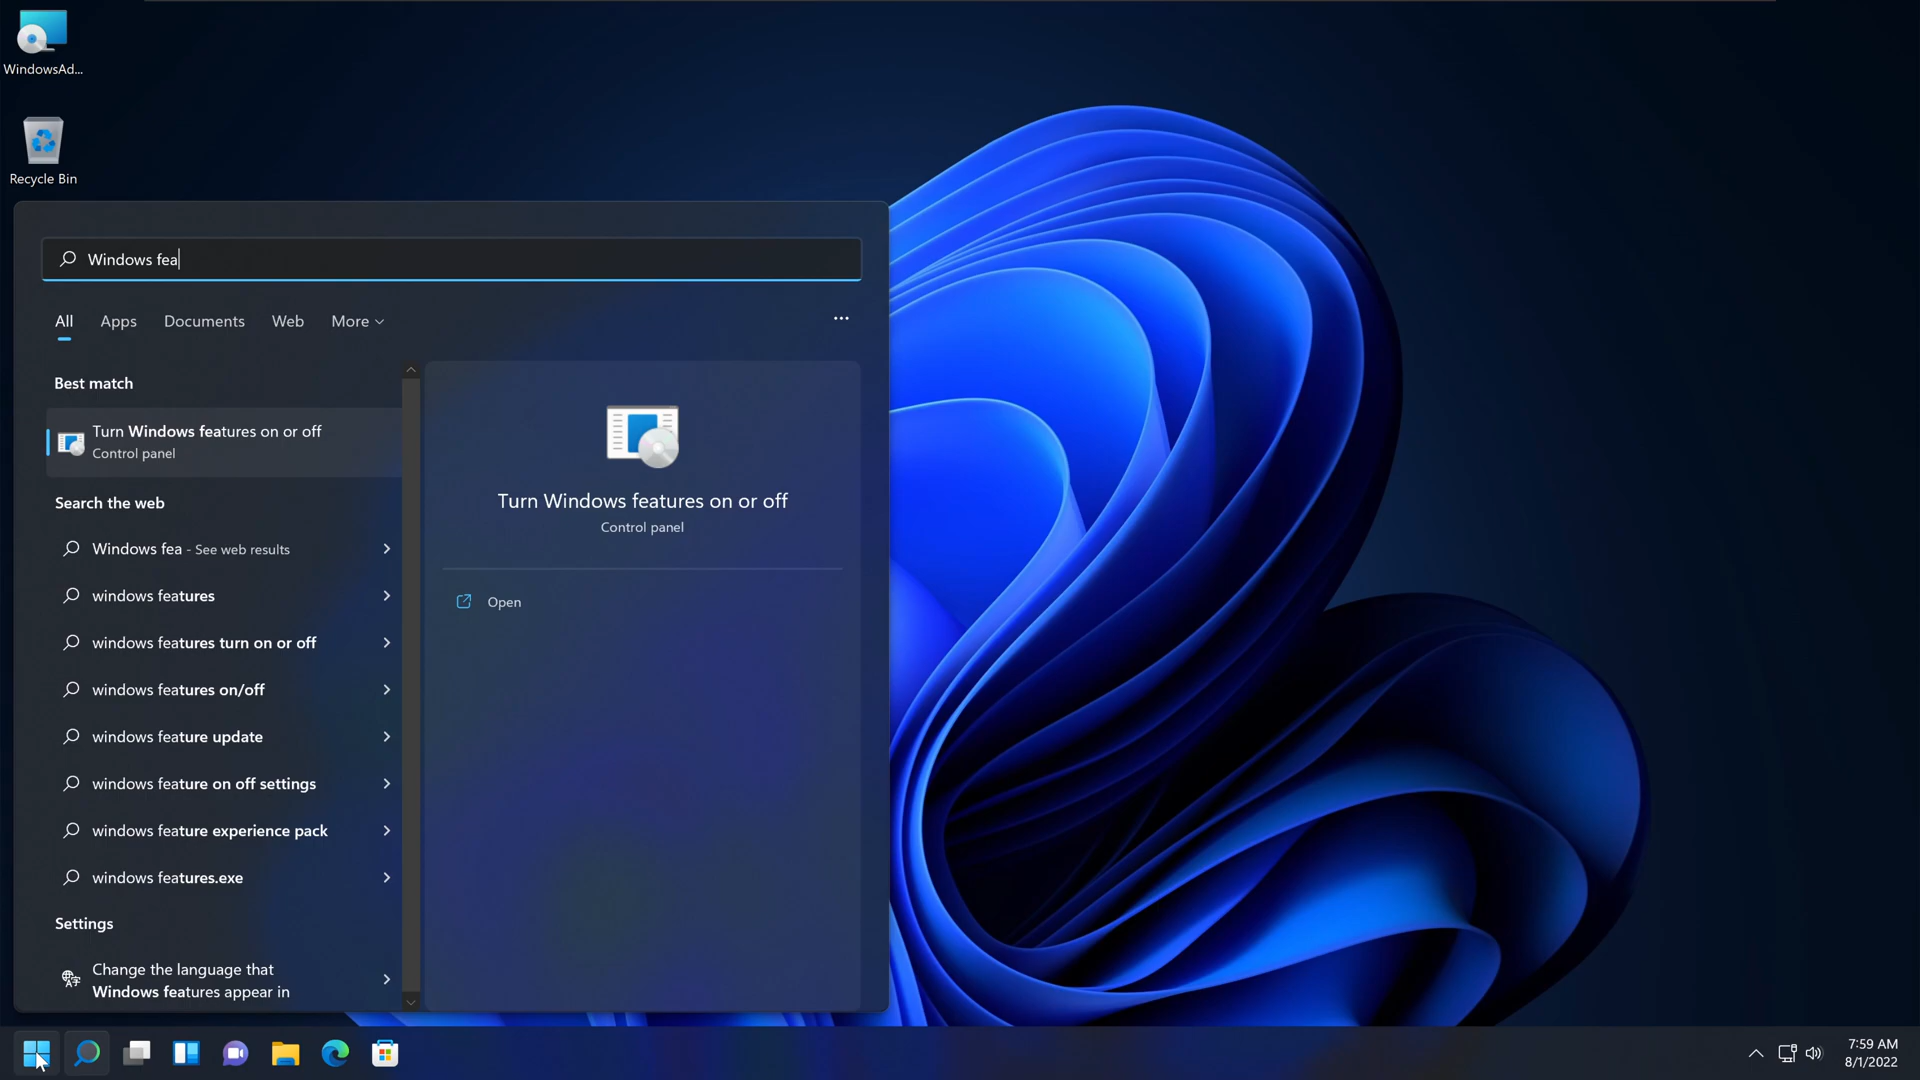 WindowsAd...
Recycle Bin
Windows fea
All Apps Documents Web More
Best match
Turn Windows features on or off
Control panel
Search the web
Windows fea - See web results
windows features
windows features turn on or off
windows features on/off
windows feature update
windows feature on off settings
windows feature experience pack
windows features.exe
Settings
Change the language that
Windows features appear in
Turn Windows features on or off
Control panel
Open
7:59 AM
8/1/2022